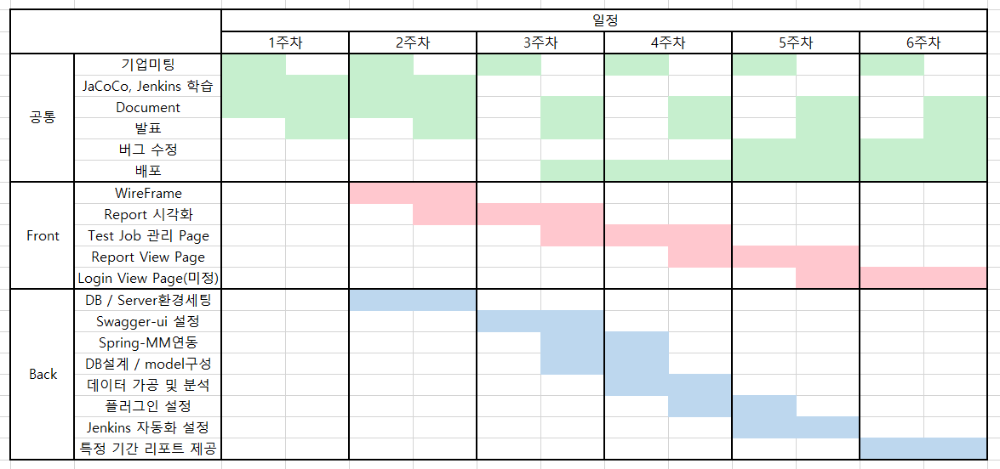 일정
1주차 2주차 3주차 4주차 5주차 6주차
공통
기업미팅
JaCoCo, Jenkins 학습
Document
발표
버그 수정
배포
Front
WireFrame
Report 시각화
Test Job 관리 Page
Report View Page
Login View Page(미정)
Back
DB / Server환경세팅
Swagger-ui 설정
Spring-MM연동
DB설계 / model구성
데이터 가공 및 분석
플러그인 설정
Jenkins 자동화 설정
특정 기간 리포트 제공